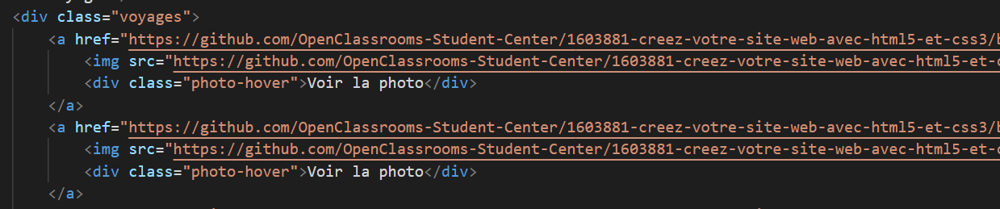 <div class="voyages">
<a href="https://github.com/OpenClassrooms-Student-Center/1603881-creez-votre-site-web-avec-html5-et-css3/b
<img src="https://github.com/OpenClassrooms-Student-Center/1603881-creez-votre-site-web-avec-html5-et-c
<div class="photo-hover">Voir la photo</div>
</a>
<a href="https://github.com/OpenClassrooms-Student-Center/1603881-creez-votre-site-web-avec-html5-et-css3/b
<img src="https://github.com/OpenClassrooms-Student-Center/1603881-creez-votre-site-web-avec-html5-et-c
<div class="photo-hover">Voir la photo</div>
</a>